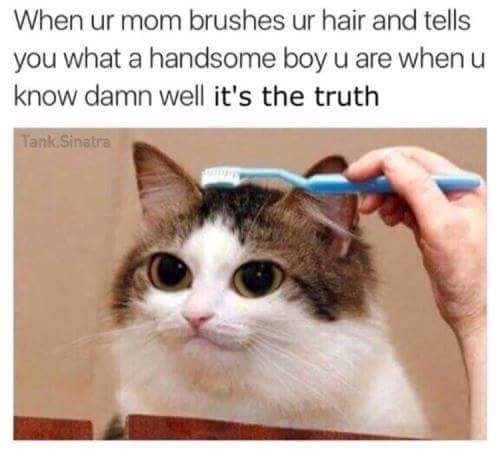 When ur mom brushes ur hair and tells
you what a handsome boy u are when u
know damn well it's the truth
Tank.Sinatra